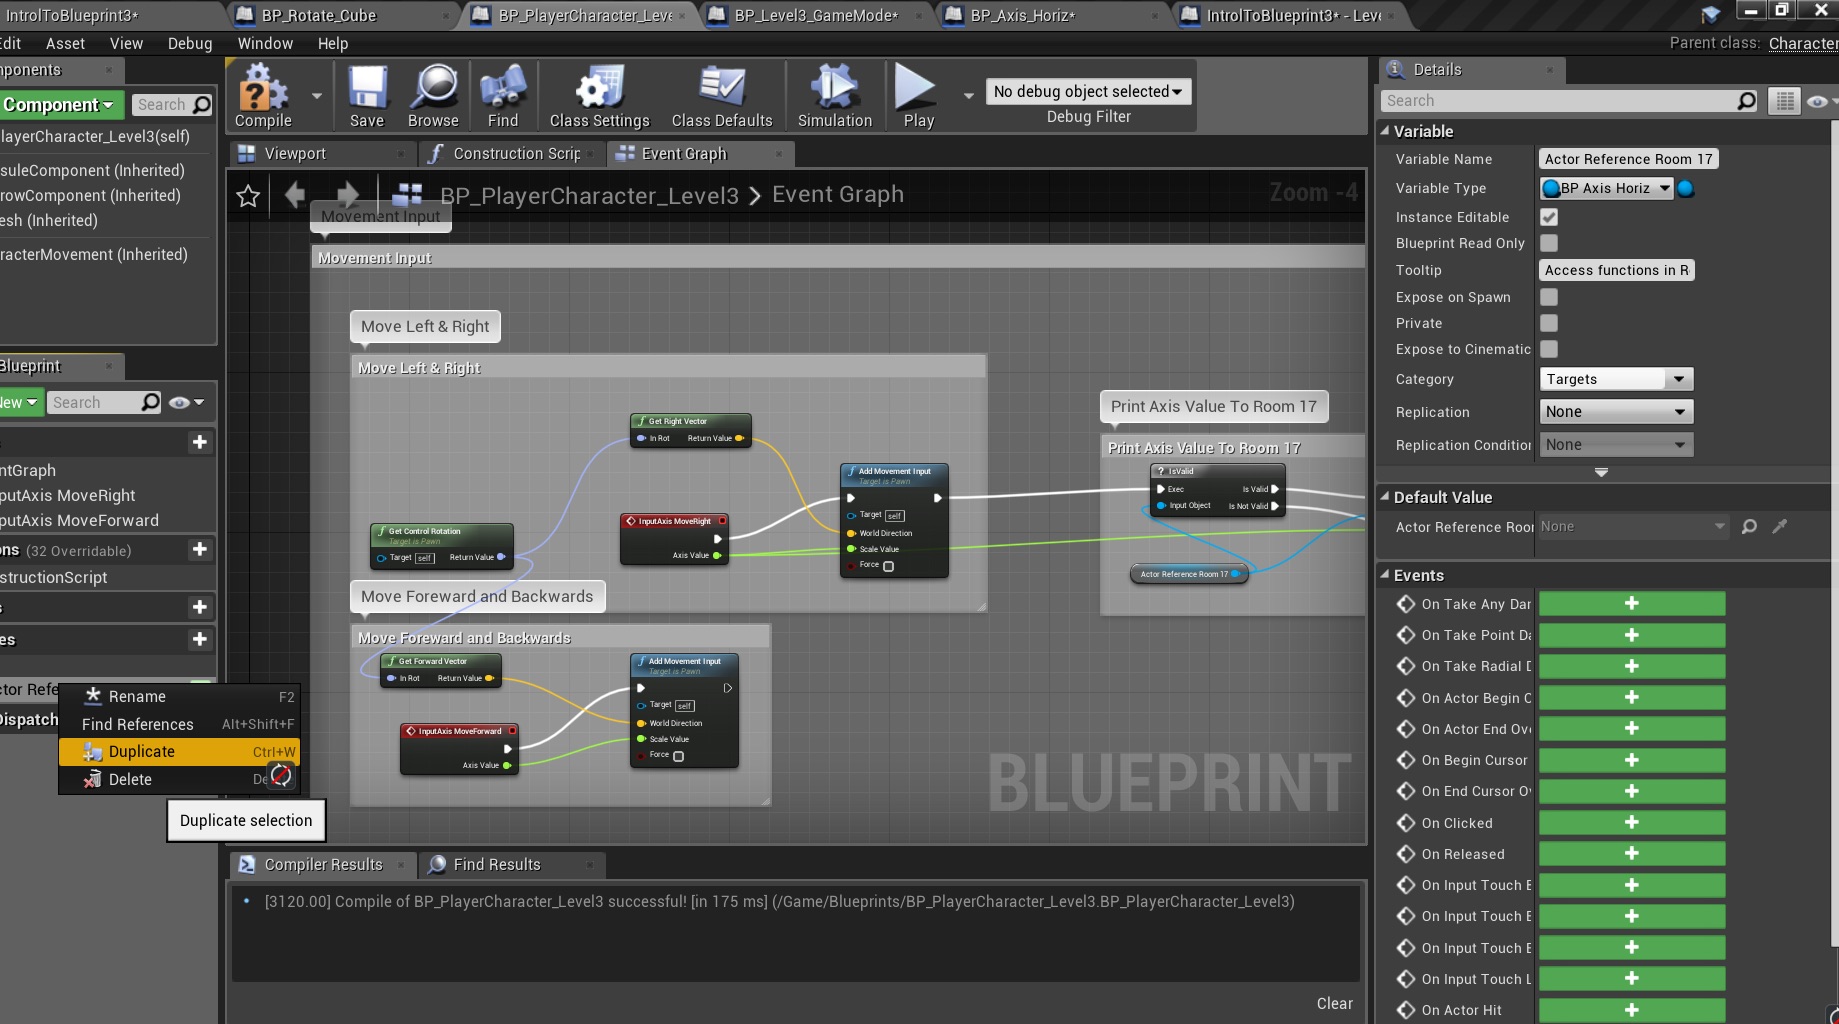 IntrolToBlueprint3*
BP_Rotate_Cube
BP_PlayerCharacter_Leve
BP_Level3_GameMode*
BP_Axis_Horiz*
IntrolToBlueprint3* - Leve
Edit Asset View Debug Window Help
Parent class: Character
mponents
Component
Search
layerCharacter_Level3(self)
suleComponent (Inherited)
rowComponent (Inherited)
esh (Inherited)
racterMovement (Inherited)
Compile
Save
Browse
Find
Class Settings
Class Defaults
Simulation
Play
No debug object selected
Debug Filter
Viewport
Construction Scrip
Event Graph
BP_PlayerCharacter_Level3 > Event Graph
Zoom -4
Blueprint
New
Search
ntGraph
putAxis MoveRight
putAxis MoveForward
ons (32 Overridable)
structionScript
s
es
ctor Refe
Dispatch
Rename F2
Find References Alt+Shift+F
Duplicate Ctrl+W
Delete De
Duplicate selection
Movement Input
Movement Input
Move Left & Right
Move Left & Right
Get Right Vector
In Rot Return Value
Add Movement Input
Target is Pawn
Target self
World Direction
Scale Value
Force
InputAxis MoveRight
Axis Value
Get Control Rotation
Target is Pawn
Target self Return Value
Print Axis Value To Room 17
Print Axis Value To Room 17
? IsValid
Exec Is Valid
Input Object Is Not Valid
Actor Reference Room 17
Move Foreward and Backwards
Move Foreward and Backwards
Get Forward Vector
In Rot Return Value
Add Movement Input
Target is Pawn
Target self
World Direction
Scale Value
Force
InputAxis MoveForward
Axis Value
BLUEPRINT
Compiler Results
Find Results
[3120.00] Compile of BP_PlayerCharacter_Level3 successful! [in 175 ms] (/Game/Blueprints/BP_PlayerCharacter_Level3.BP_PlayerCharacter_Level3)
Clear
Details
Search
Variable
Variable Name Actor Reference Room 17
Variable Type BP Axis Horiz
Instance Editable
Blueprint Read Only
Tooltip Access functions in R
Expose on Spawn
Private
Expose to Cinematic
Category Targets
Replication None
Replication Condition None
Default Value
Actor Reference Roor None
Events
On Take Any Dar
On Take Point Da
On Take Radial D
On Actor Begin O
On Actor End Ove
On Begin Cursor
On End Cursor Ov
On Clicked
On Released
On Input Touch B
On Input Touch E
On Input Touch E
On Input Touch L
On Actor Hit